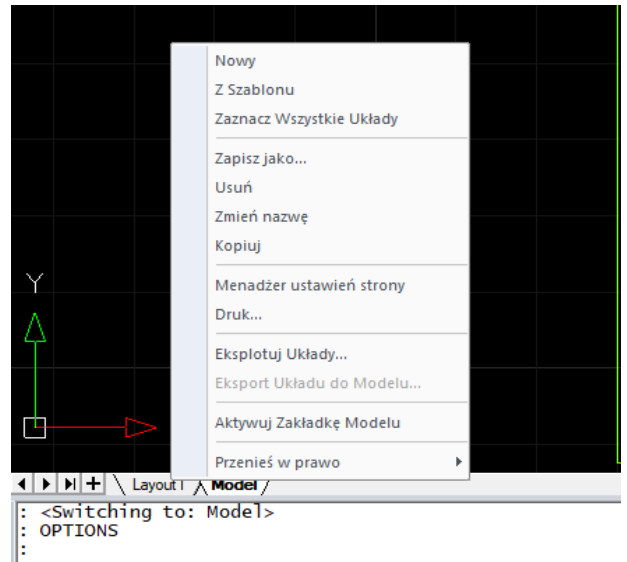 Nowy
Z Szablonu
Zaznacz Wszystkie Układy
Zapisz jako...
Usuń
Zmień nazwę
Kopiuj
Menadżer ustawień strony
Druk...
Eksplotuj Układy...
Eksport Układu do Modelu...
Aktywuj Zakładkę Modelu
Przenieś w prawo
Y
Layout1 Model
: <Switching to: Model>
: OPTIONS
: